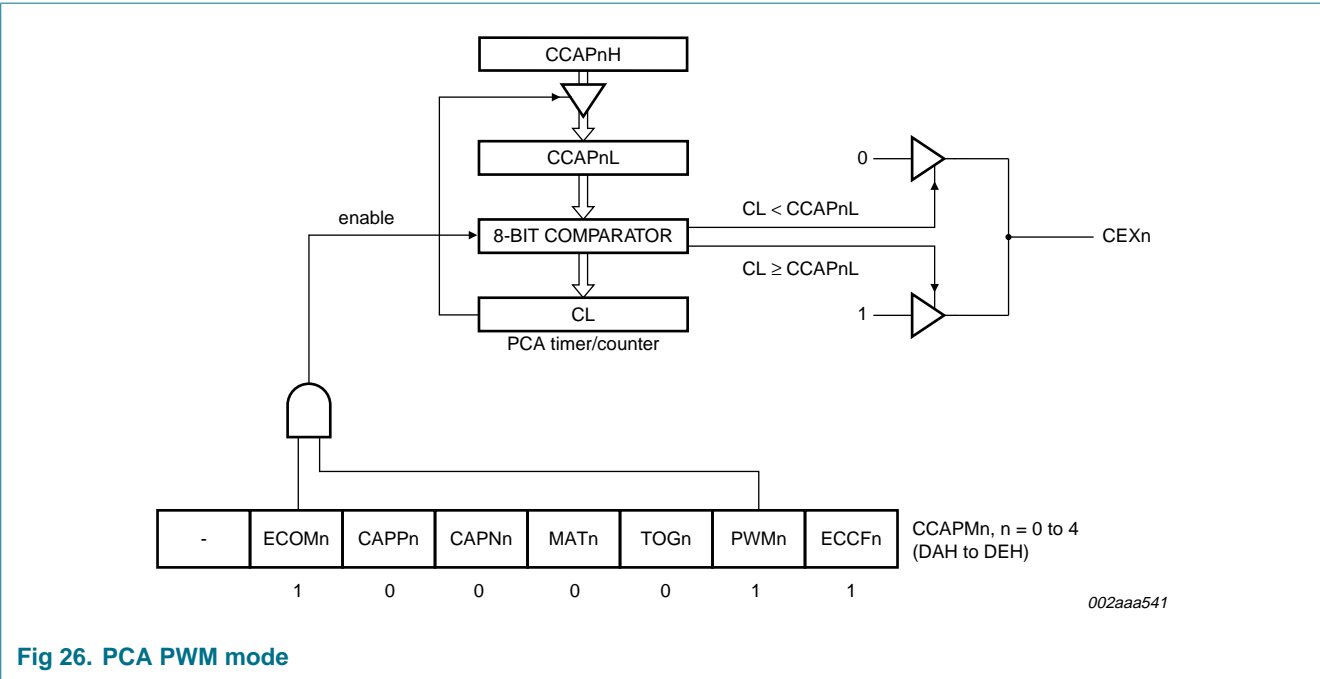 CCAPnH
CCAPnL
0
CL < CCAPnL
enable
8-BIT COMPARATOR
CEXn
CL ≥ CCAPnL
CL
1
PCA timer/counter
- ECOMn CAPPn CAPNn MATn TOGn PWMn ECCFn
CCAPMn, n = 0 to 4
(DAH to DEH)
1 0 0 0 0 1 1
002aaa541
Fig 26. PCA PWM mode